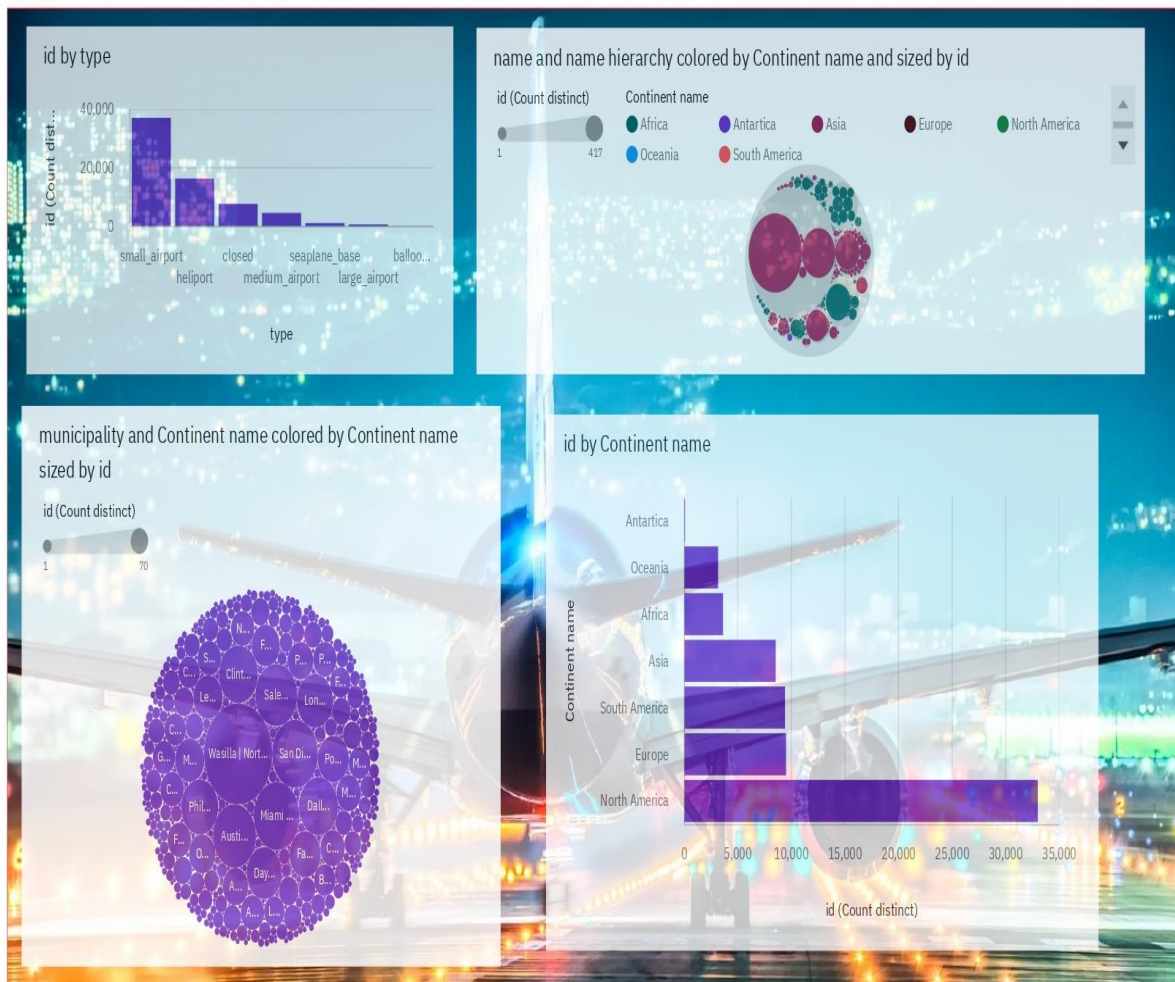 id by type
id (Count dist...
40,000
20,000
0
small_airport
closed
seaplane_base
balloo...
heliport
medium_airport
large_airport
type
name and name hierarchy colored by Continent name and sized by id
id (Count distinct)
1
417
Continent name
Africa
Antartica
Asia
Europe
North America
Oceania
South America
municipality and Continent name colored by Continent name
sized by id
id (Count distinct)
1
70
N...
F...
S...
P...
P...
C...
Clint...
F...
Le...
Sale...
Lon...
C...
Wasilla | Nort...
San Di...
G...
M...
Po...
M...
C...
M...
Phil...
Miami ...
Dall...
F...
Austi...
O...
Fa...
C...
Day...
A...
B...
A...
L...
id by Continent name
Continent name
Antartica
Oceania
Africa
Asia
South America
Europe
North America
0
5,000
10,000
15,000
20,000
25,000
30,000
35,000
id (Count distinct)